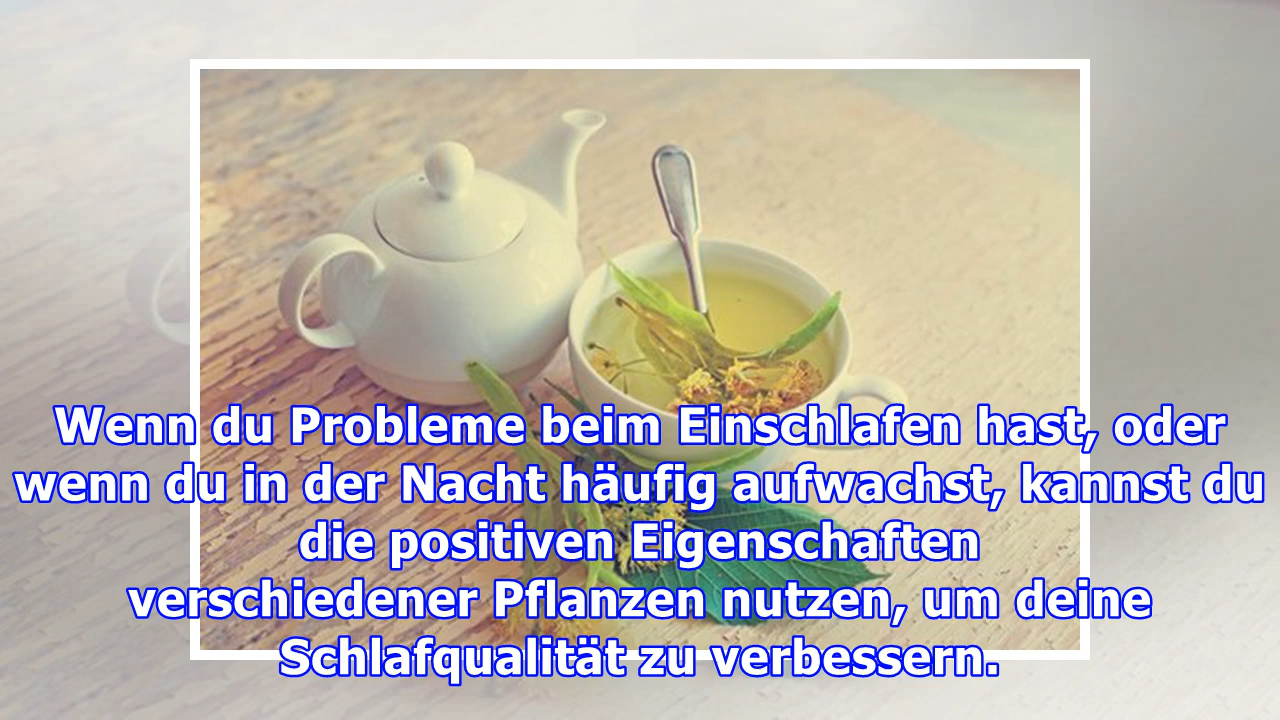 Wenn du Probleme beim Einschlafen hast, oder
wenn du in der Nacht häufig aufwachst, kannst du
die positiven Eigenschaften
verschiedener Pflanzen nutzen, um deine
Schlafqualität zu verbessern.